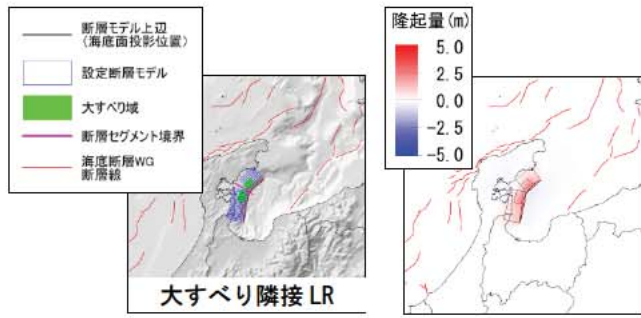 断層モデル上辺
(海底面投影位置)
設定断層モデル
大すべり域
断層セグメント境界
海底断層WG
断層線
大すべり隣接LR
隆起量(m)
5.0
2.5
0.0
-2.5
-5.0